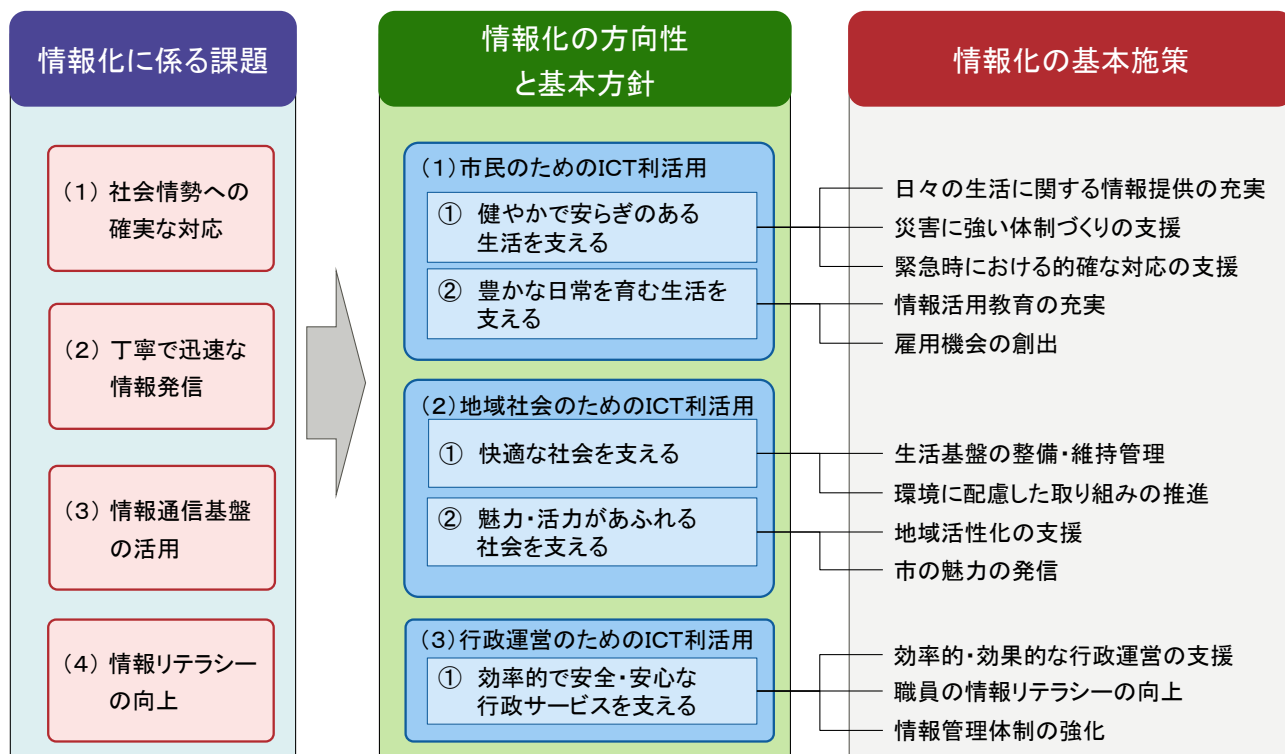 情報化に係る課題
(1) 社会情勢への
確実な対応
(2) 丁寧で迅速な
情報発信
(3) 情報通信基盤
の活用
(4) 情報リテラシー
の向上
情報化の方向性
と基本方針
(1)市民のためのICT利活用
① 健やかで安らぎのある
生活を支える
② 豊かな日常を育む生活を
支える
(2)地域社会のためのICT利活用
① 快適な社会を支える
② 魅力・活力があふれる
社会を支える
(3)行政運営のためのICT利活用
① 効率的で安全・安心な
行政サービスを支える
情報化の基本施策
日々の生活に関する情報提供の充実
災害に強い体制づくりの支援
緊急時における的確な対応の支援
情報活用教育の充実
雇用機会の創出
生活基盤の整備・維持管理
環境に配慮した取り組みの推進
地域活性化の支援
市の魅力の発信
効率的・効果的な行政運営の支援
職員の情報リテラシーの向上
情報管理体制の強化